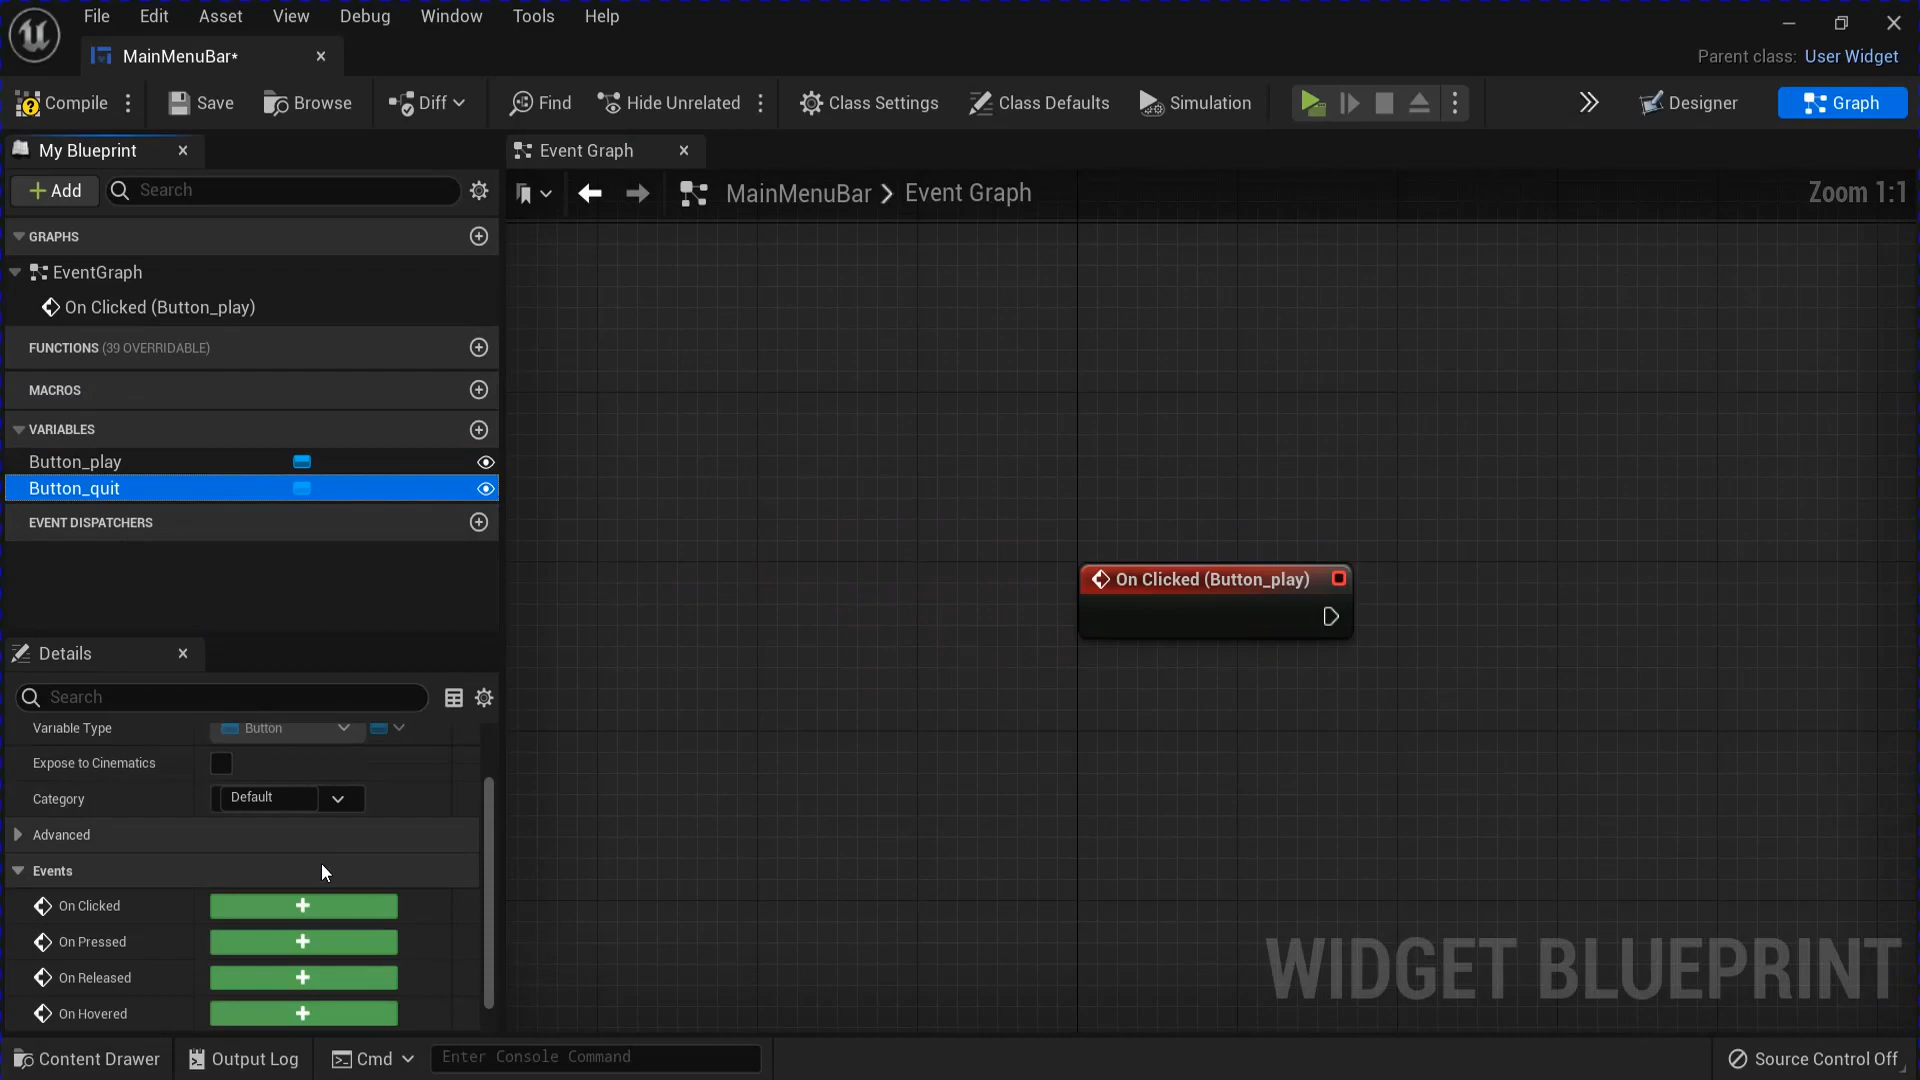 File Edit Asset View Debug Window Tools Help
MainMenuBar*
Parent class: User Widget
Compile Save Browse Diff Find Hide Unrelated Class Settings Class Defaults Simulation Designer Graph
My Blueprint
Event Graph
Add Search
MainMenuBar Event Graph Zoom 1:1
GRAPHS
EventGraph
On Clicked (Button_play)
FUNCTIONS (39 OVERRIDABLE)
MACROS
VARIABLES
Button_play
Button_quit
EVENT DISPATCHERS
On Clicked (Button_play)
Details
Search
Variable Type Button
Expose to Cinematics
Category Default
Advanced
Events
On Clicked
On Pressed
On Released
On Hovered
WIDGET BLUEPRINT
Content Drawer Output Log Cmd Enter Console Command Source Control Off